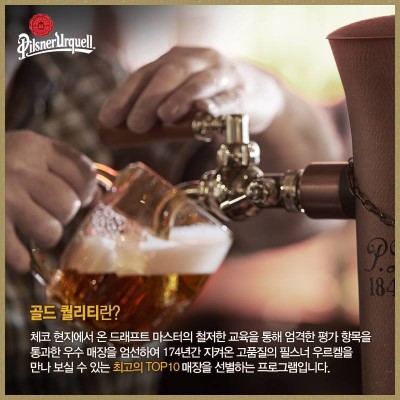 Pilsner Urquell
골드 퀄리티란?
체코 현지에서 온 드래프트 마스터의 철저한 교육을 통해 엄격한 평가 항목을
통과한 우수 매장을 엄선하여 174년간 지켜온 고품질의 필스너 우르켈을
만나 보실 수 있는 최고의 TOP10 매장을 선별하는 프로그램입니다.
184